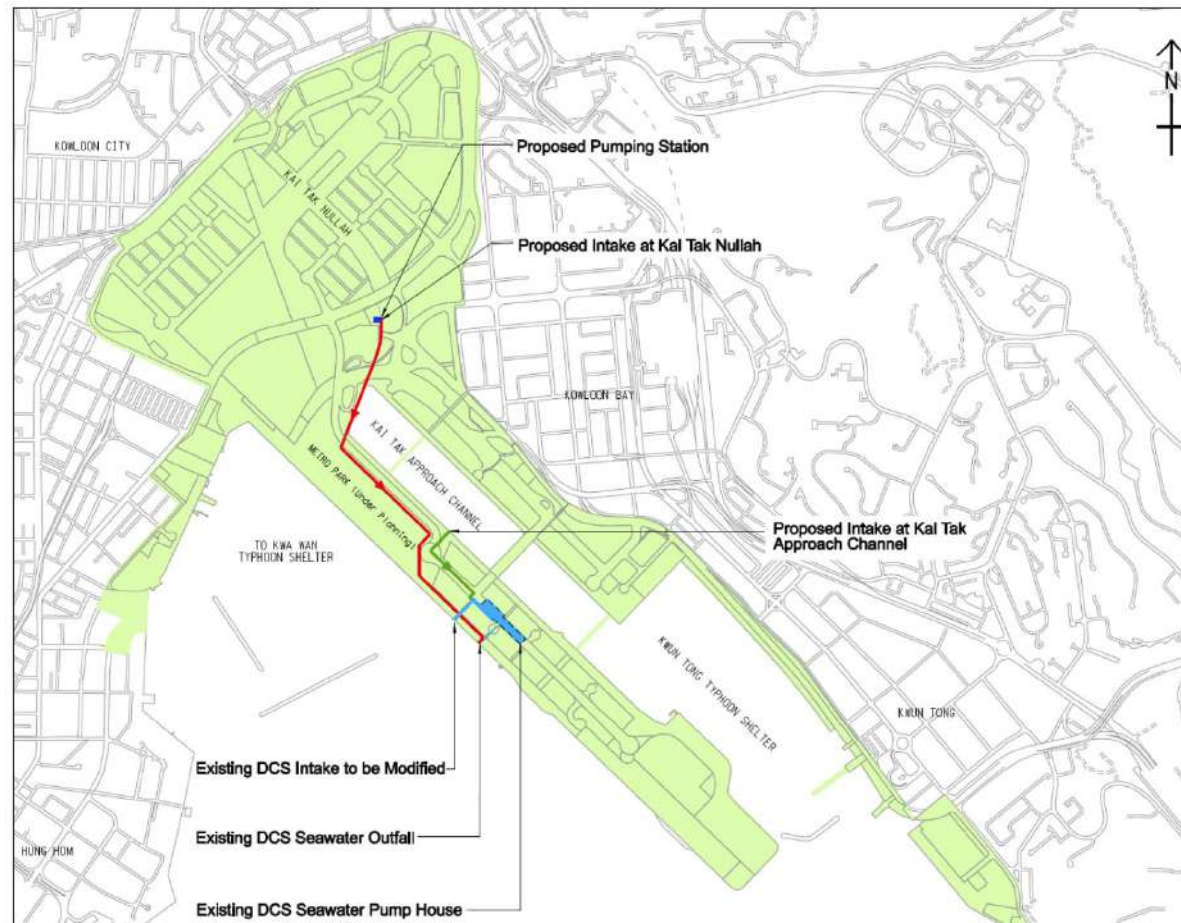 N
Proposed Pumping Station
KOWLOON CITY
KAI TAK NULLAH
Proposed Intake at Kai Tak Nullah
KOWLOON BAY
KAI TAK APPROACH CHANNEL
METRO PARK (Under Planning)
Proposed Intake at Kai Tak
Approach Channel
TO KWA WAN
TYPHOON SHELTER
KWUN TONG TYPHOON SHELTER
KWUN TONG
Existing DCS Intake to be Modified
Existing DCS Seawater Outfall
HUNG HOM
Existing DCS Seawater Pump House